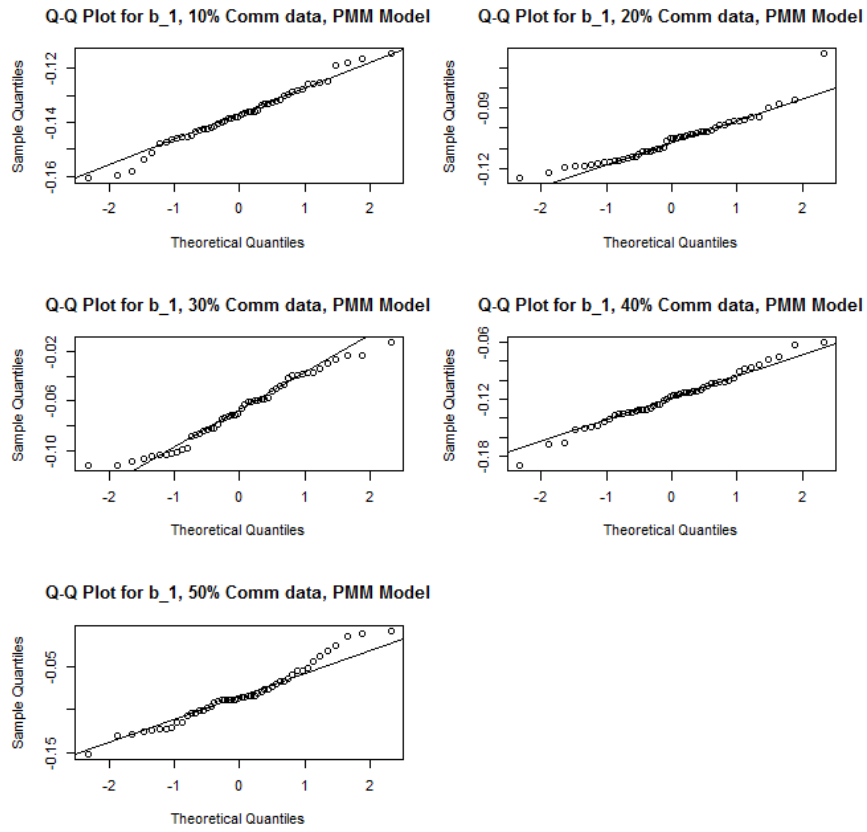 Q-Q Plot for b_1, 10% Comm data, PMM Model
Sample Quantiles
-0.12
-0.14
-0.16
-2 -1 0 1 2
Theoretical Quantiles
Q-Q Plot for b_1, 20% Comm data, PMM Model
Sample Quantiles
-0.09
-0.12
-2 -1 0 1 2
Theoretical Quantiles
Q-Q Plot for b_1, 30% Comm data, PMM Model
Sample Quantiles
-0.02
-0.06
-0.10
-2 -1 0 1 2
Theoretical Quantiles
Q-Q Plot for b_1, 40% Comm data, PMM Model
Sample Quantiles
-0.06
-0.12
-0.18
-2 -1 0 1 2
Theoretical Quantiles
Q-Q Plot for b_1, 50% Comm data, PMM Model
Sample Quantiles
-0.05
-0.15
-2 -1 0 1 2
Theoretical Quantiles